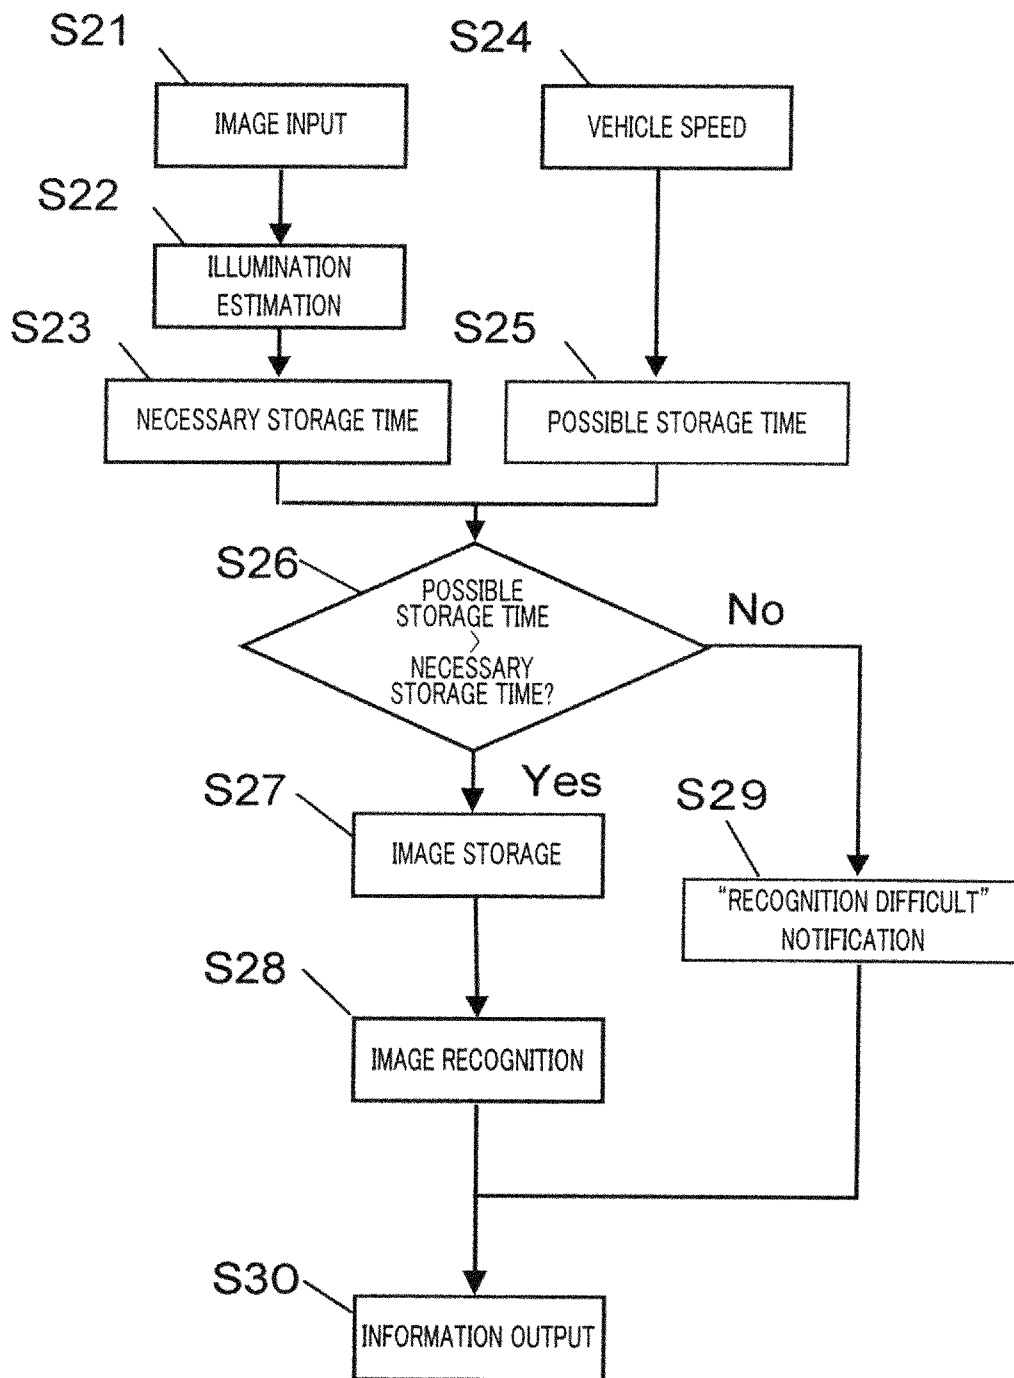 S21
IMAGE INPUT
S24
VEHICLE SPEED
S22
ILLUMINATION
ESTIMATION
S23
NECESSARY STORAGE TIME
S25
POSSIBLE STORAGE TIME
S26
POSSIBLE
STORAGE TIME
>
NECESSARY
STORAGE TIME?
No
Yes
S27
IMAGE STORAGE
S29
“RECOGNITION DIFFICULT”
NOTIFICATION
S28
IMAGE RECOGNITION
S30
INFORMATION OUTPUT